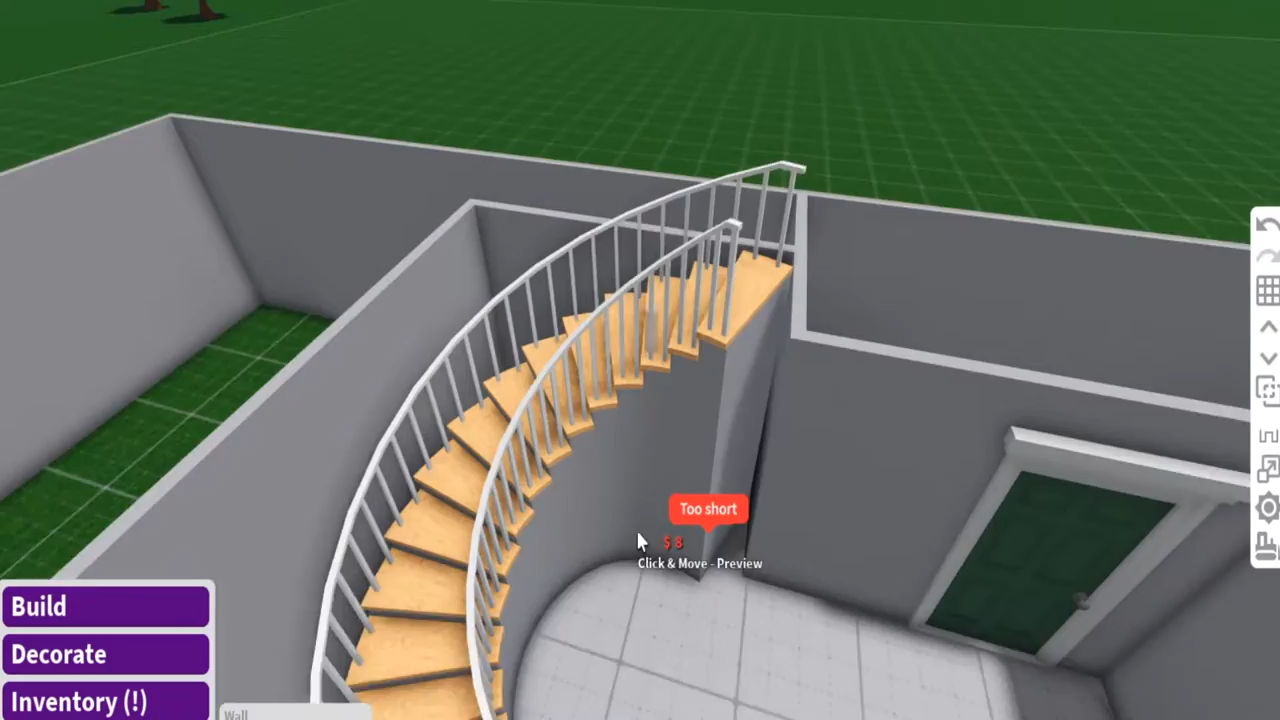 Too short
$ 8
Click & Move - Preview
Build
Decorate
Inventory (!)
Wall